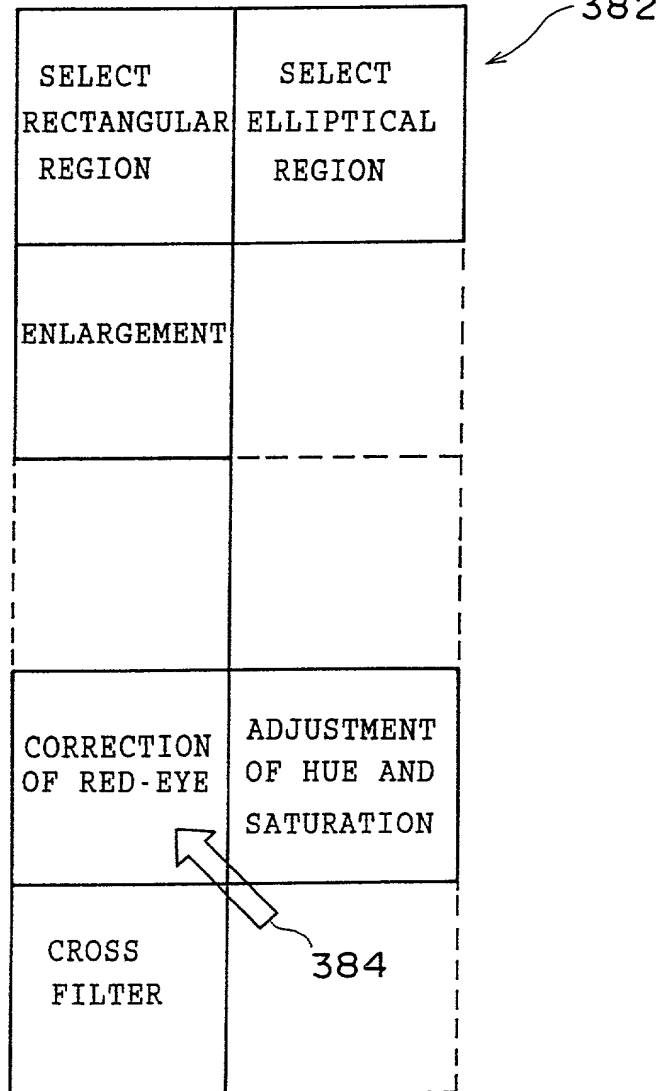 382
SELECT
RECTANGULAR
REGION
SELECT
ELLIPTICAL
REGION
ENLARGEMENT
CORRECTION
OF RED-EYE
ADJUSTMENT
OF HUE AND
SATURATION
384
CROSS
FILTER